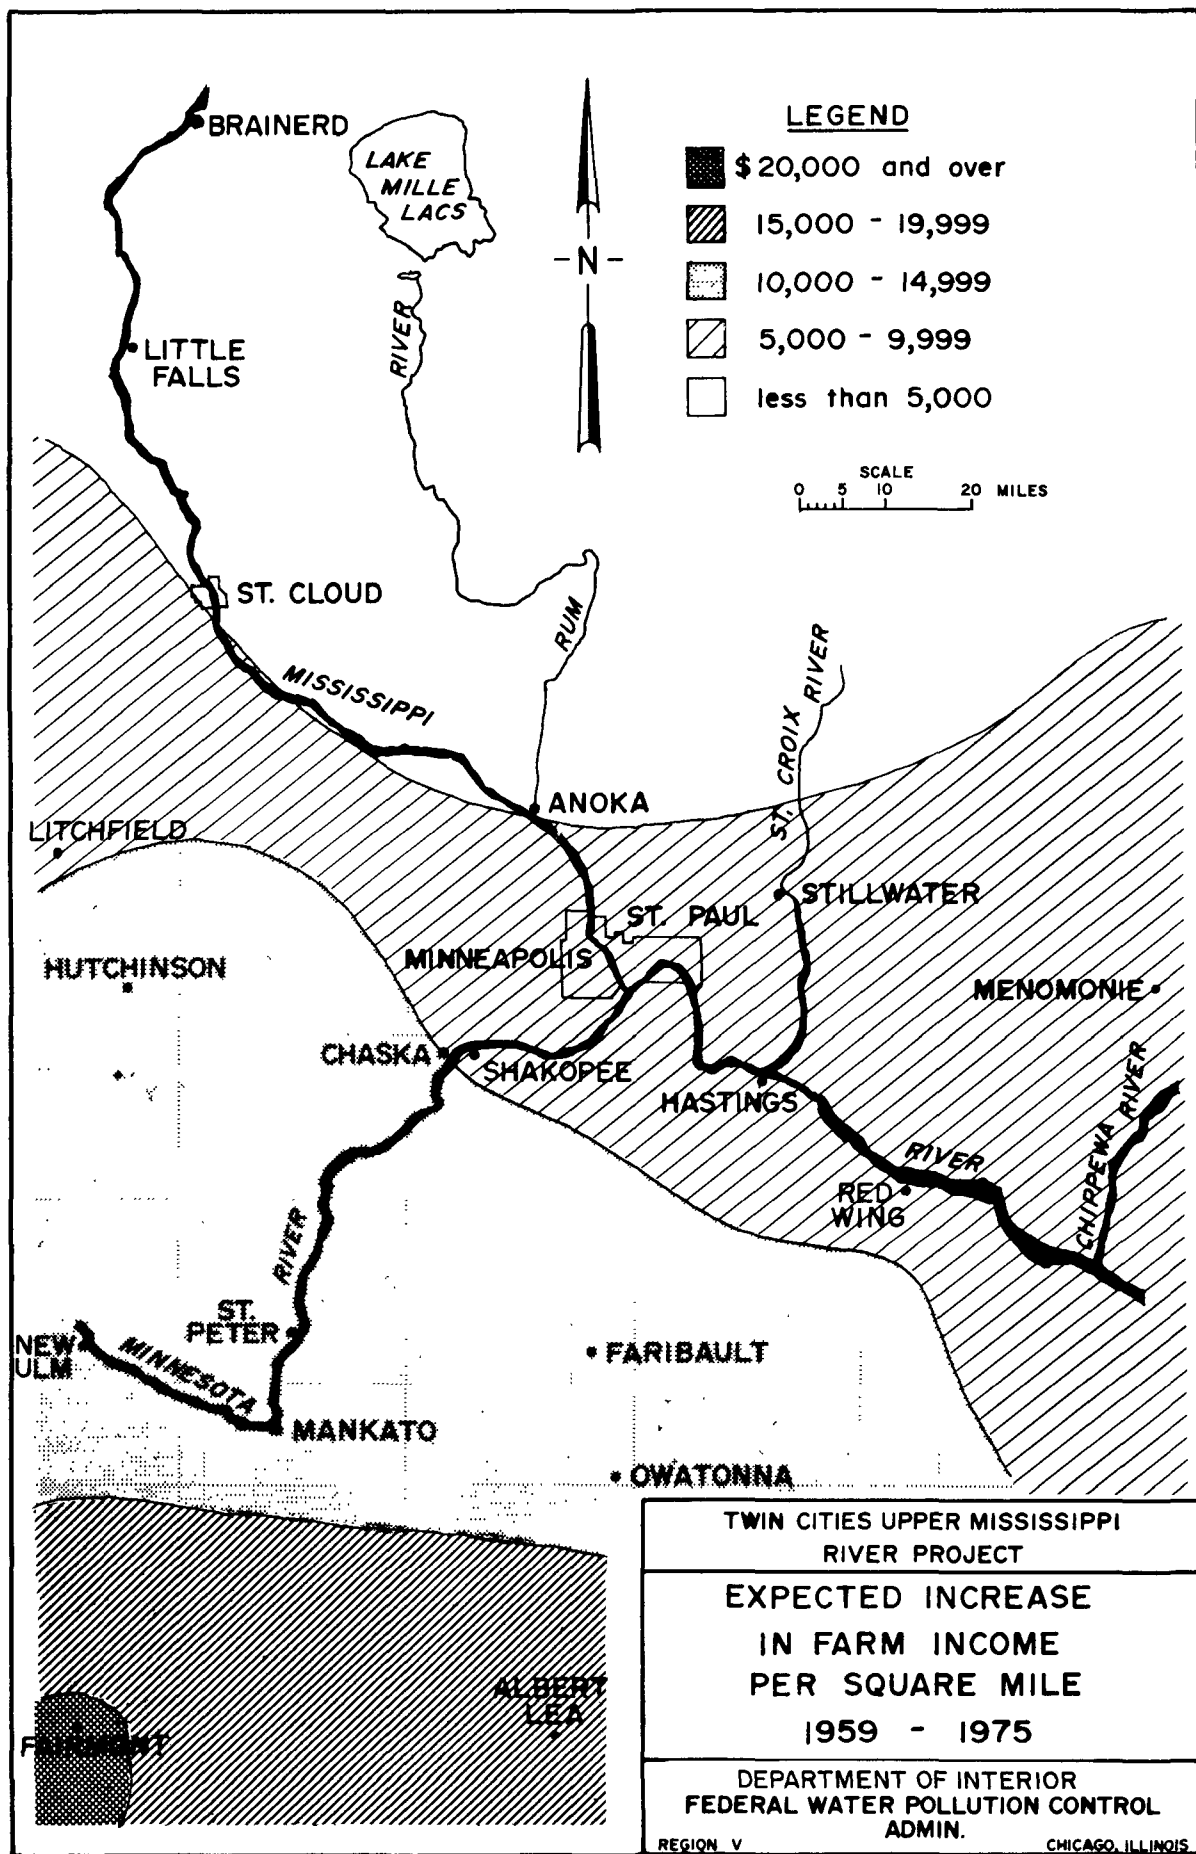 BRAINERD
LAKE
MILLE
LACS
RIVER
LITTLE
FALLS
-N-
LEGEND
$20,000 and over
15,000 - 19,999
10,000 - 14,999
5,000 - 9,999
less than 5,000
SCALE
0 5 10 20 MILES
ST. CLOUD
MISSISSIPPI
RUM
ST. CROIX RIVER
ANOKA
LITCHFIELD
STILLWATER
ST. PAUL
MINNEAPOLIS
HUTCHINSON
MENOMONIE
CHASKA
SHAKOPEE
HASTINGS
RIVER
CHIPPEWA RIVER
RED
WING
RIVER
ST.
PETER
NEW
ULM
MINNESOTA
FARIBAULT
MANKATO
OWATONNA
ALBERT
LEA
FAIRMONT
TWIN CITIES UPPER MISSISSIPPI
RIVER PROJECT
EXPECTED INCREASE
IN FARM INCOME
PER SQUARE MILE
1959 - 1975
DEPARTMENT OF INTERIOR
FEDERAL WATER POLLUTION CONTROL
ADMIN.
REGION V CHICAGO, ILLINOIS